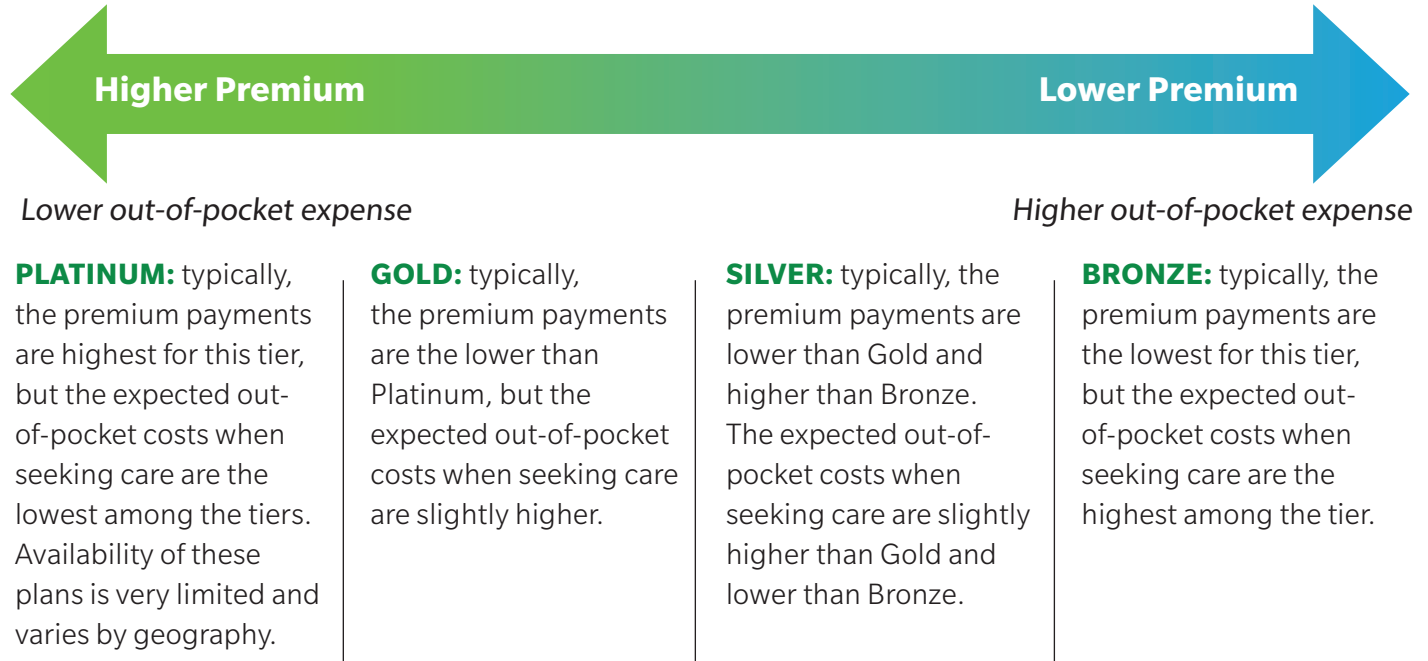 Higher Premium
Lower Premium
Lower out-of-pocket expense
Higher out-of-pocket expense
PLATINUM: typically,
the premium payments
are highest for this tier,
but the expected out-
of-pocket costs when
seeking care are the
lowest among the tiers.
Availability of these
plans is very limited and
varies by geography.
GOLD: typically,
the premium payments
are the lower than
Platinum, but the
expected out-of-pocket
costs when seeking care
are slightly higher.
SILVER: typically, the
premium payments are
lower than Gold and
higher than Bronze.
The expected out-of-
pocket costs when
seeking care are slightly
higher than Gold and
lower than Bronze.
BRONZE: typically, the
premium payments are
the lowest for this tier,
but the expected out-
of-pocket costs when
seeking care are the
highest among the tier.